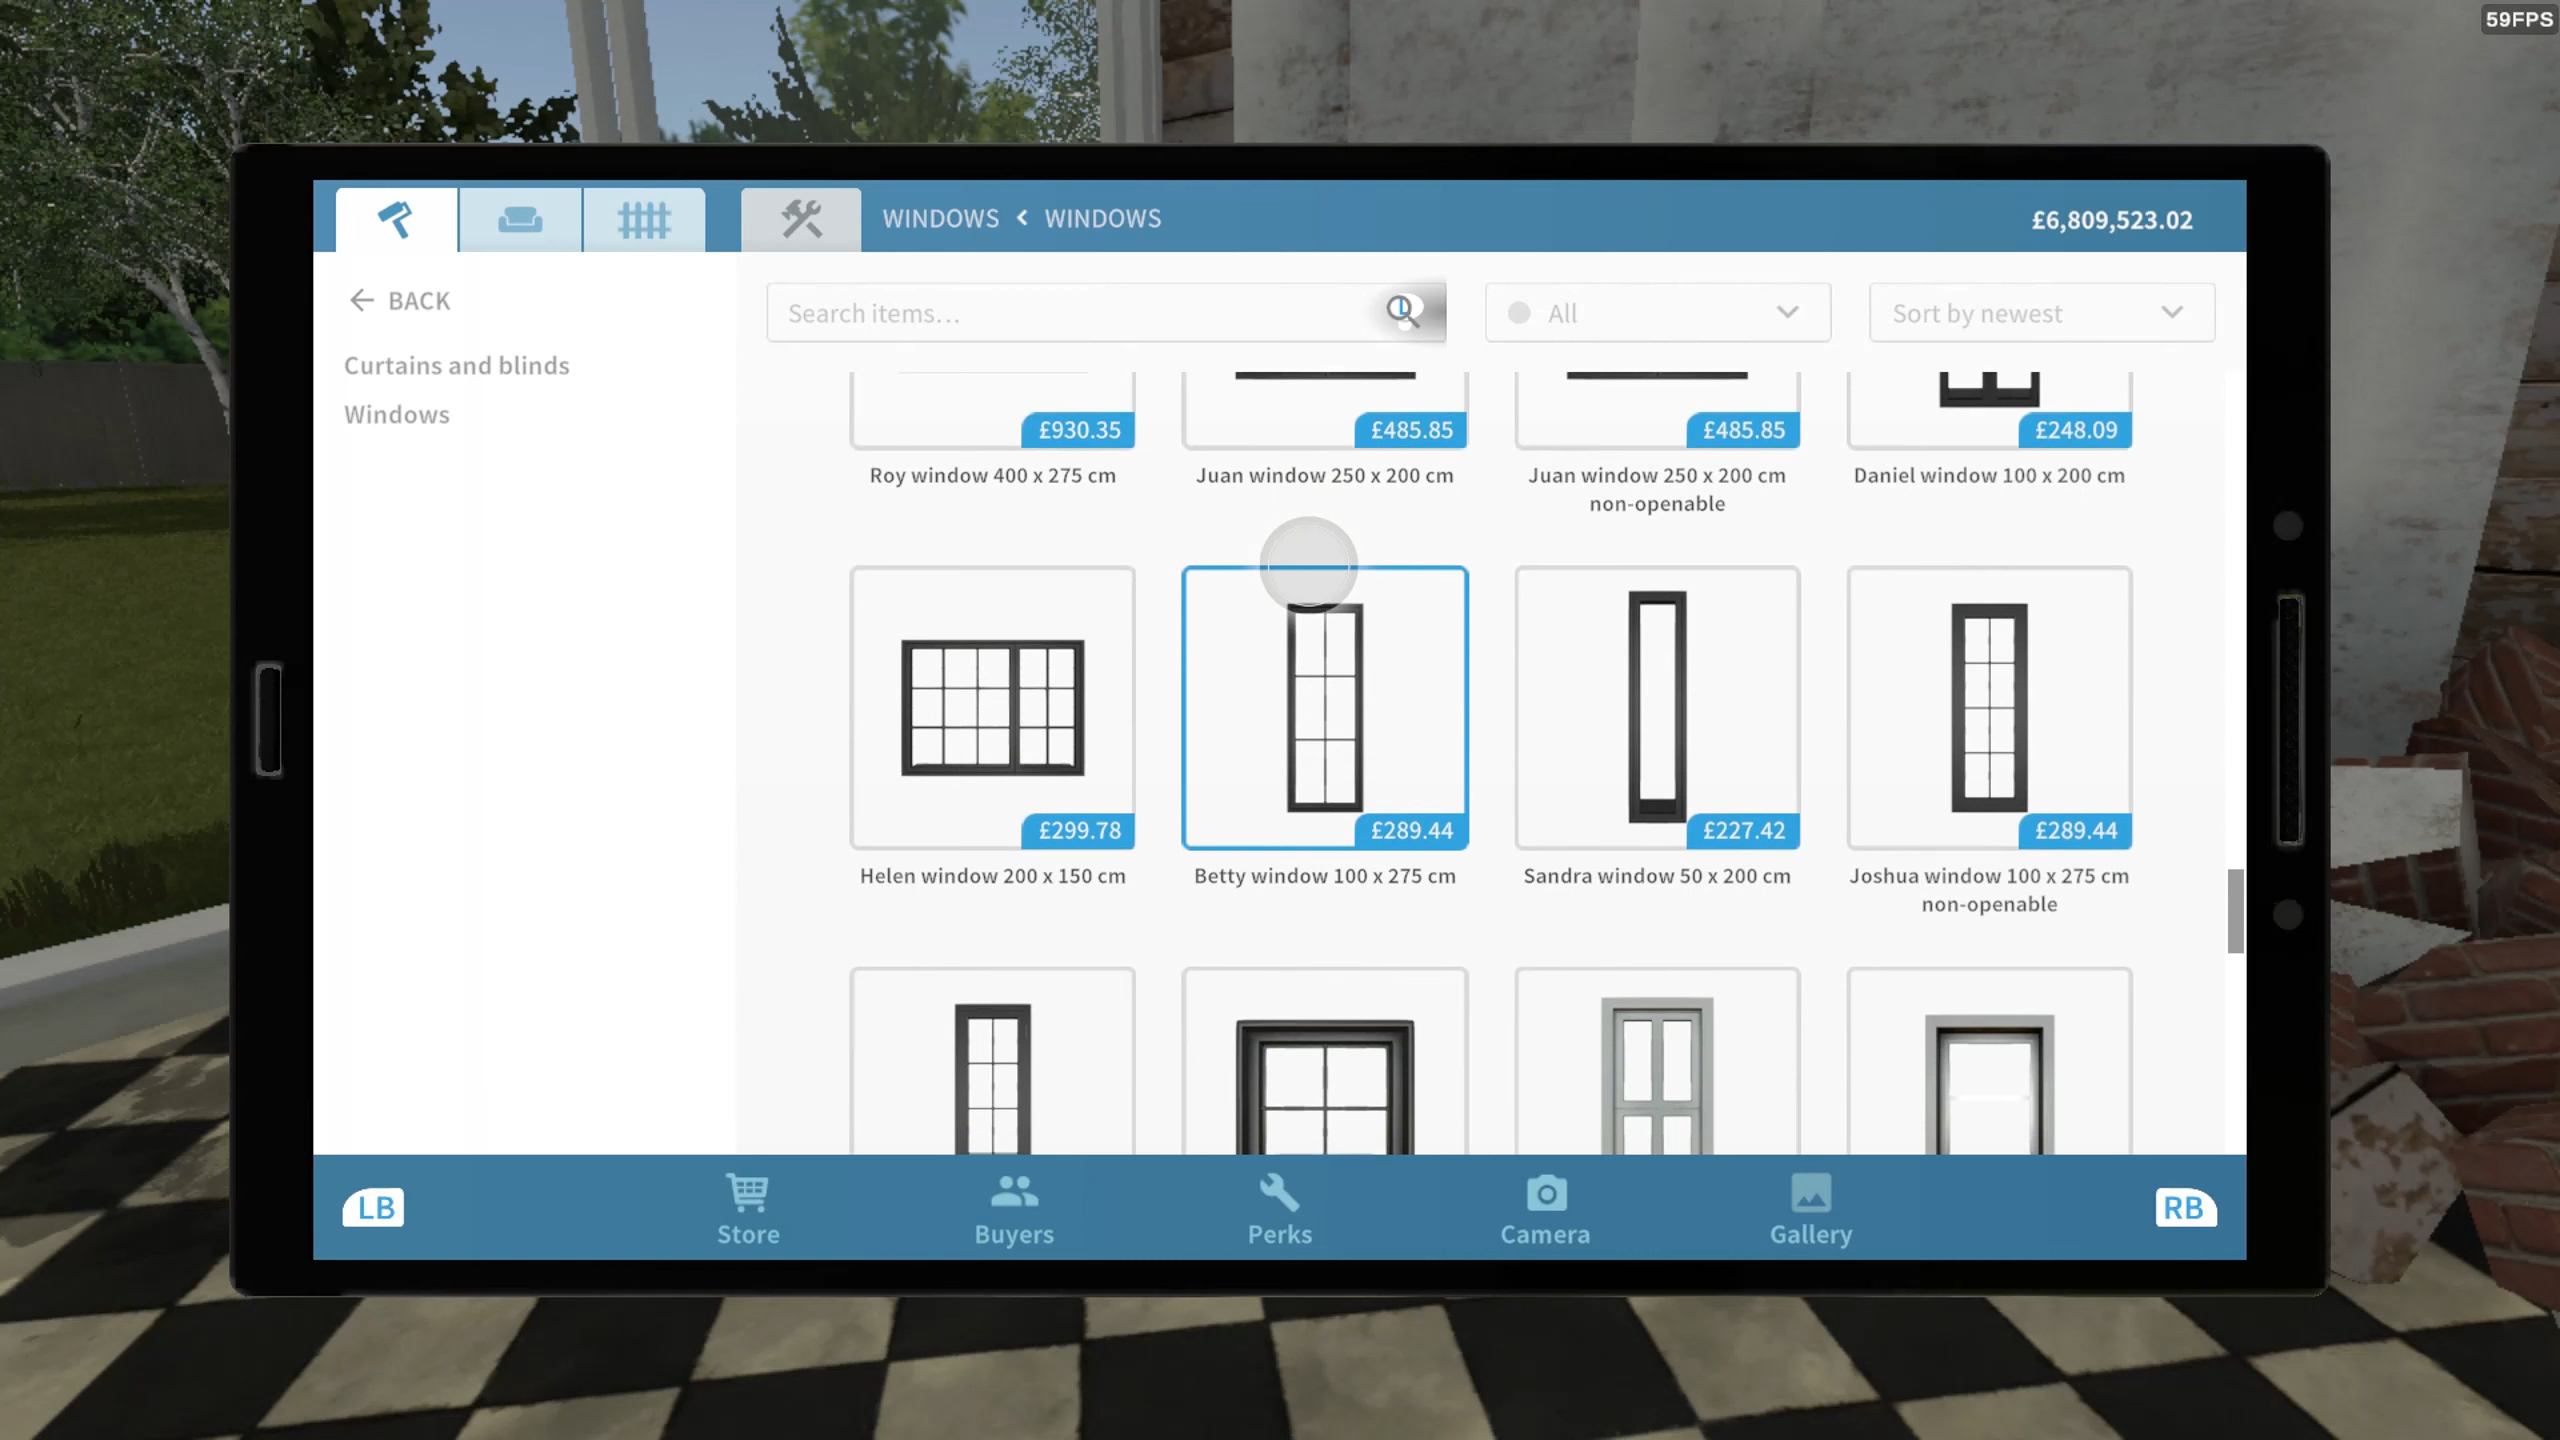 59FPS
WINDOWS < WINDOWS
£6,809,523.02
BACK
Search items...
All
Sort by newest
Curtains and blinds
Windows
£930.35
£485.85
£485.85
£248.09
Roy window 400 x 275 cm
Juan window 250 x 200 cm
Juan window 250 x 200 cm
non-openable
Daniel window 100 x 200 cm
£299.78
£289.44
£227.42
£289.44
Helen window 200 x 150 cm
Betty window 100 x 275 cm
Sandra window 50 x 200 cm
Joshua window 100 x 275 cm
non-openable
LB
Store
Buyers
Perks
Camera
Gallery
RB